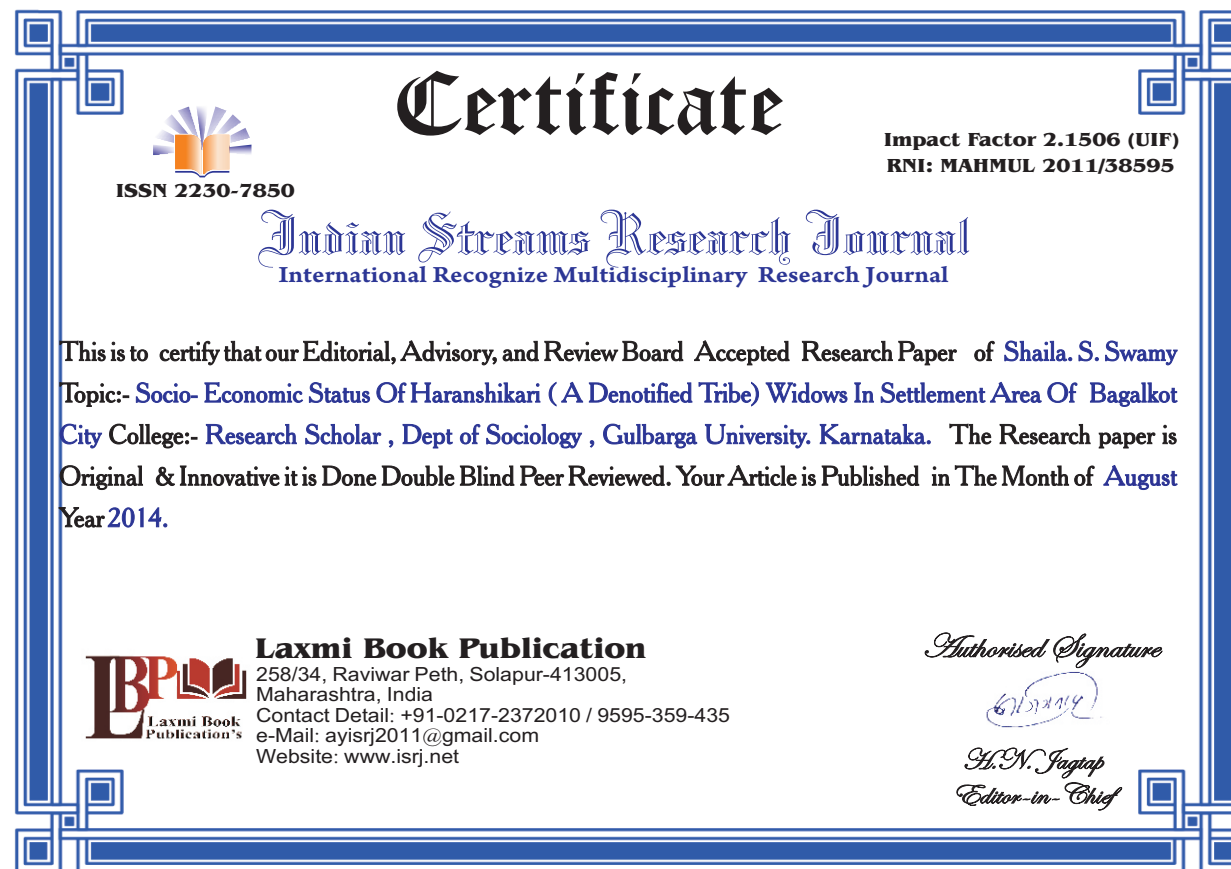 Certificate
Impact Factor 2.1506 (UIF)
RNI: MAHMUL 2011/38595
ISSN 2230-7850
Indian Streams Research Journal
International Recognize Multidisciplinary Research Journal
This is to certify that our Editorial, Advisory, and Review Board Accepted Research Paper of Shaila. S. Swamy
Topic:- Socio- Economic Status Of Haranshikari ( A Denotified Tribe) Widows In Settlement Area Of Bagalkot
City College:- Research Scholar , Dept of Sociology , Gulbarga University. Karnataka. The Research paper is
Original & Innovative it is Done Double Blind Peer Reviewed. Your Article is Published in The Month of August
Year 2014.
LBP
Laxmi Book
Publication's
Laxmi Book Publication
258/34, Raviwar Peth, Solapur-413005,
Maharashtra, India
Contact Detail: +91-0217-2372010 / 9595-359-435
e-Mail: ayisrj2011@gmail.com
Website: www.isrj.net
Authorised Signature
H.N. Jagtap
Editor-in-Chief